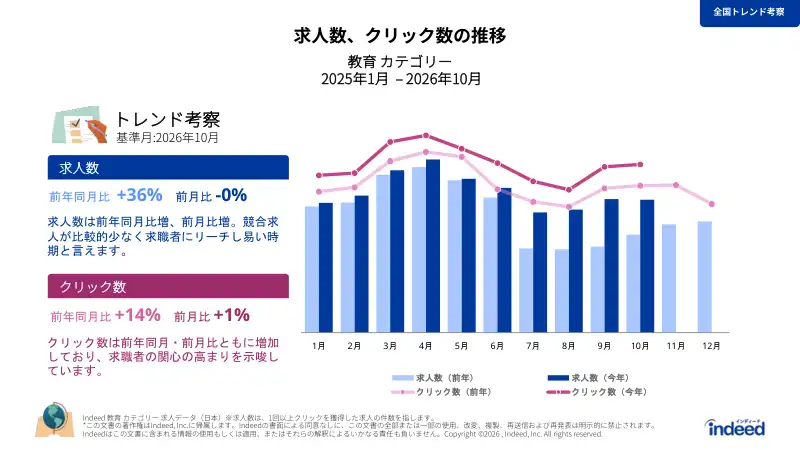 全国トレンド考察
求人数、クリック数の推移
教育 カテゴリー
2025年1月 – 2026年10月
トレンド考察
基準月:2026年10月
求人数
前年同月比 +36% 前月比 -0%
求人数は前年同月比増、前月比増。競合求
人が比較的少なく求職者にリーチし易い時
期と言えます。
クリック数
前年同月比 +14% 前月比 +1%
クリック数は前年同月・前月比ともに増加
しており、求職者の関心の高まりを示唆し
ています。
1月 2月 3月 4月 5月 6月 7月 8月 9月 10月 11月 12月
求人数（前年） 求人数（今年）
クリック数（前年） クリック数（今年）
Indeed 教育 カテゴリー 求人データ（日本）※求人数は、1回以上クリックを獲得した求人の件数を指します。
*この文書の著作権はIndeed, Inc.に帰属します。Indeedの書面による同意なしに、この文書の全部または一部の使用、改変、複製、再送信および再発表は明示的に禁止されます。
Indeedはこの文書に含まれる情報の使用もしくは適用、またはそれらの解釈によるいかなる責任も負いません。Copyright ©2026 , Indeed, Inc. All rights reserved.
インディード
indeed